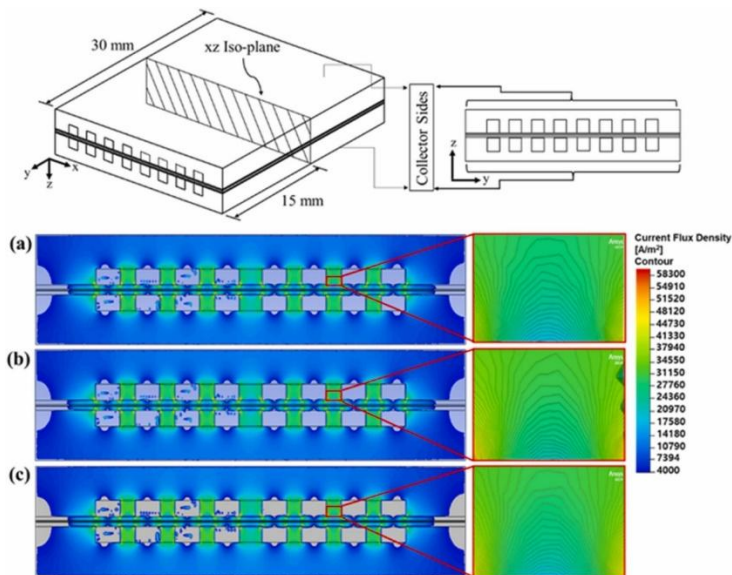 30 mm
xz Iso-plane
Collector Sides
z
y
y
x
z
15 mm
(a)
(b)
(c)
Current Flux Density
[A/m²]
Contour
58300
54910
51520
48120
44730
41330
37940
34550
31150
27760
24360
20970
17580
14180
10790
7394
4000